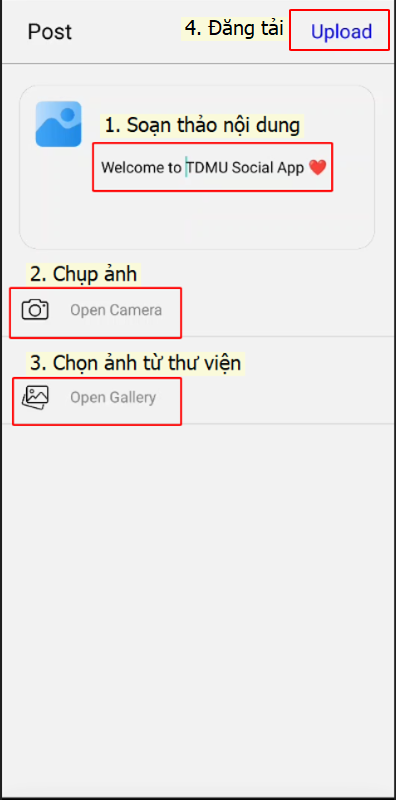 Post
4. Đăng tải
Upload
1. Soạn thảo nội dung
Welcome to TDMU Social App ❤️
2. Chụp ảnh
Open Camera
3. Chọn ảnh từ thư viện
Open Gallery